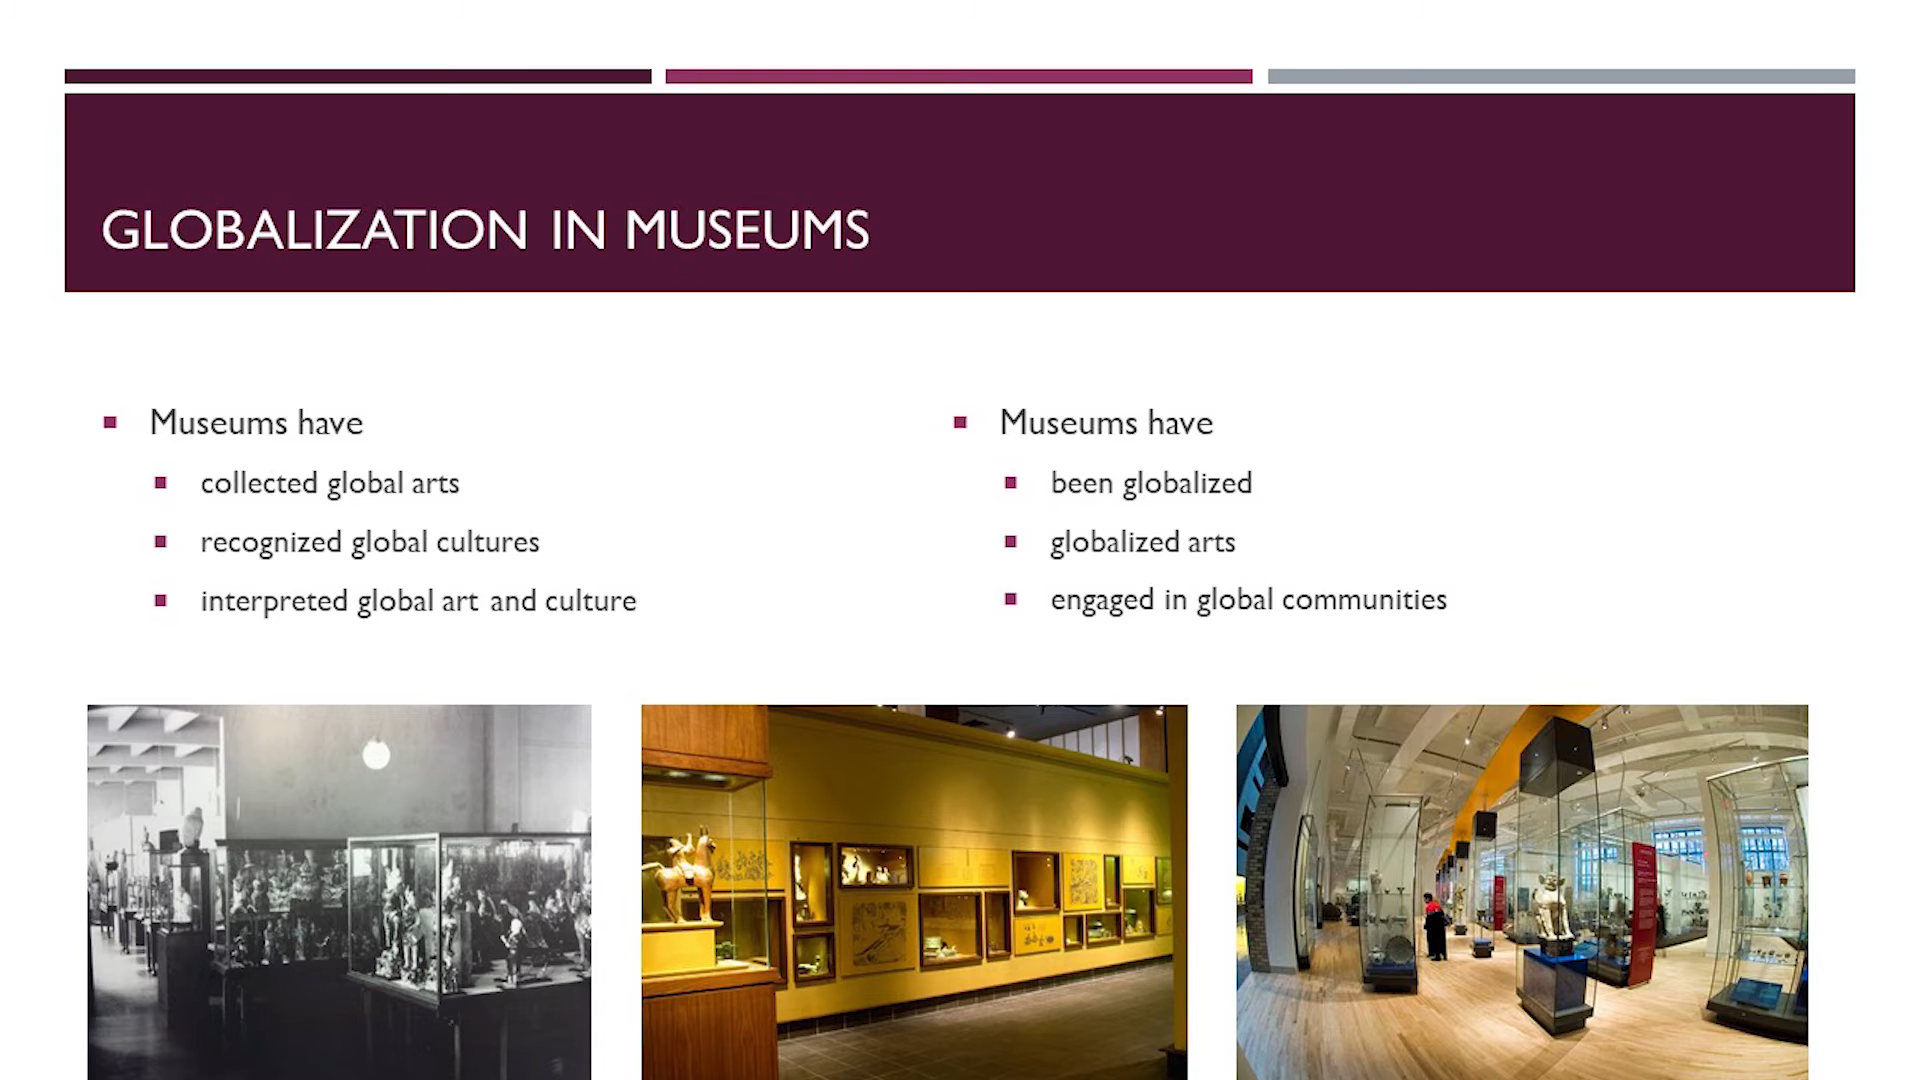 GLOBALIZATION IN MUSEUMS
Museums have
collected global arts
recognized global cultures
interpreted global art and culture
Museums have
been globalized
globalized arts
engaged in global communities